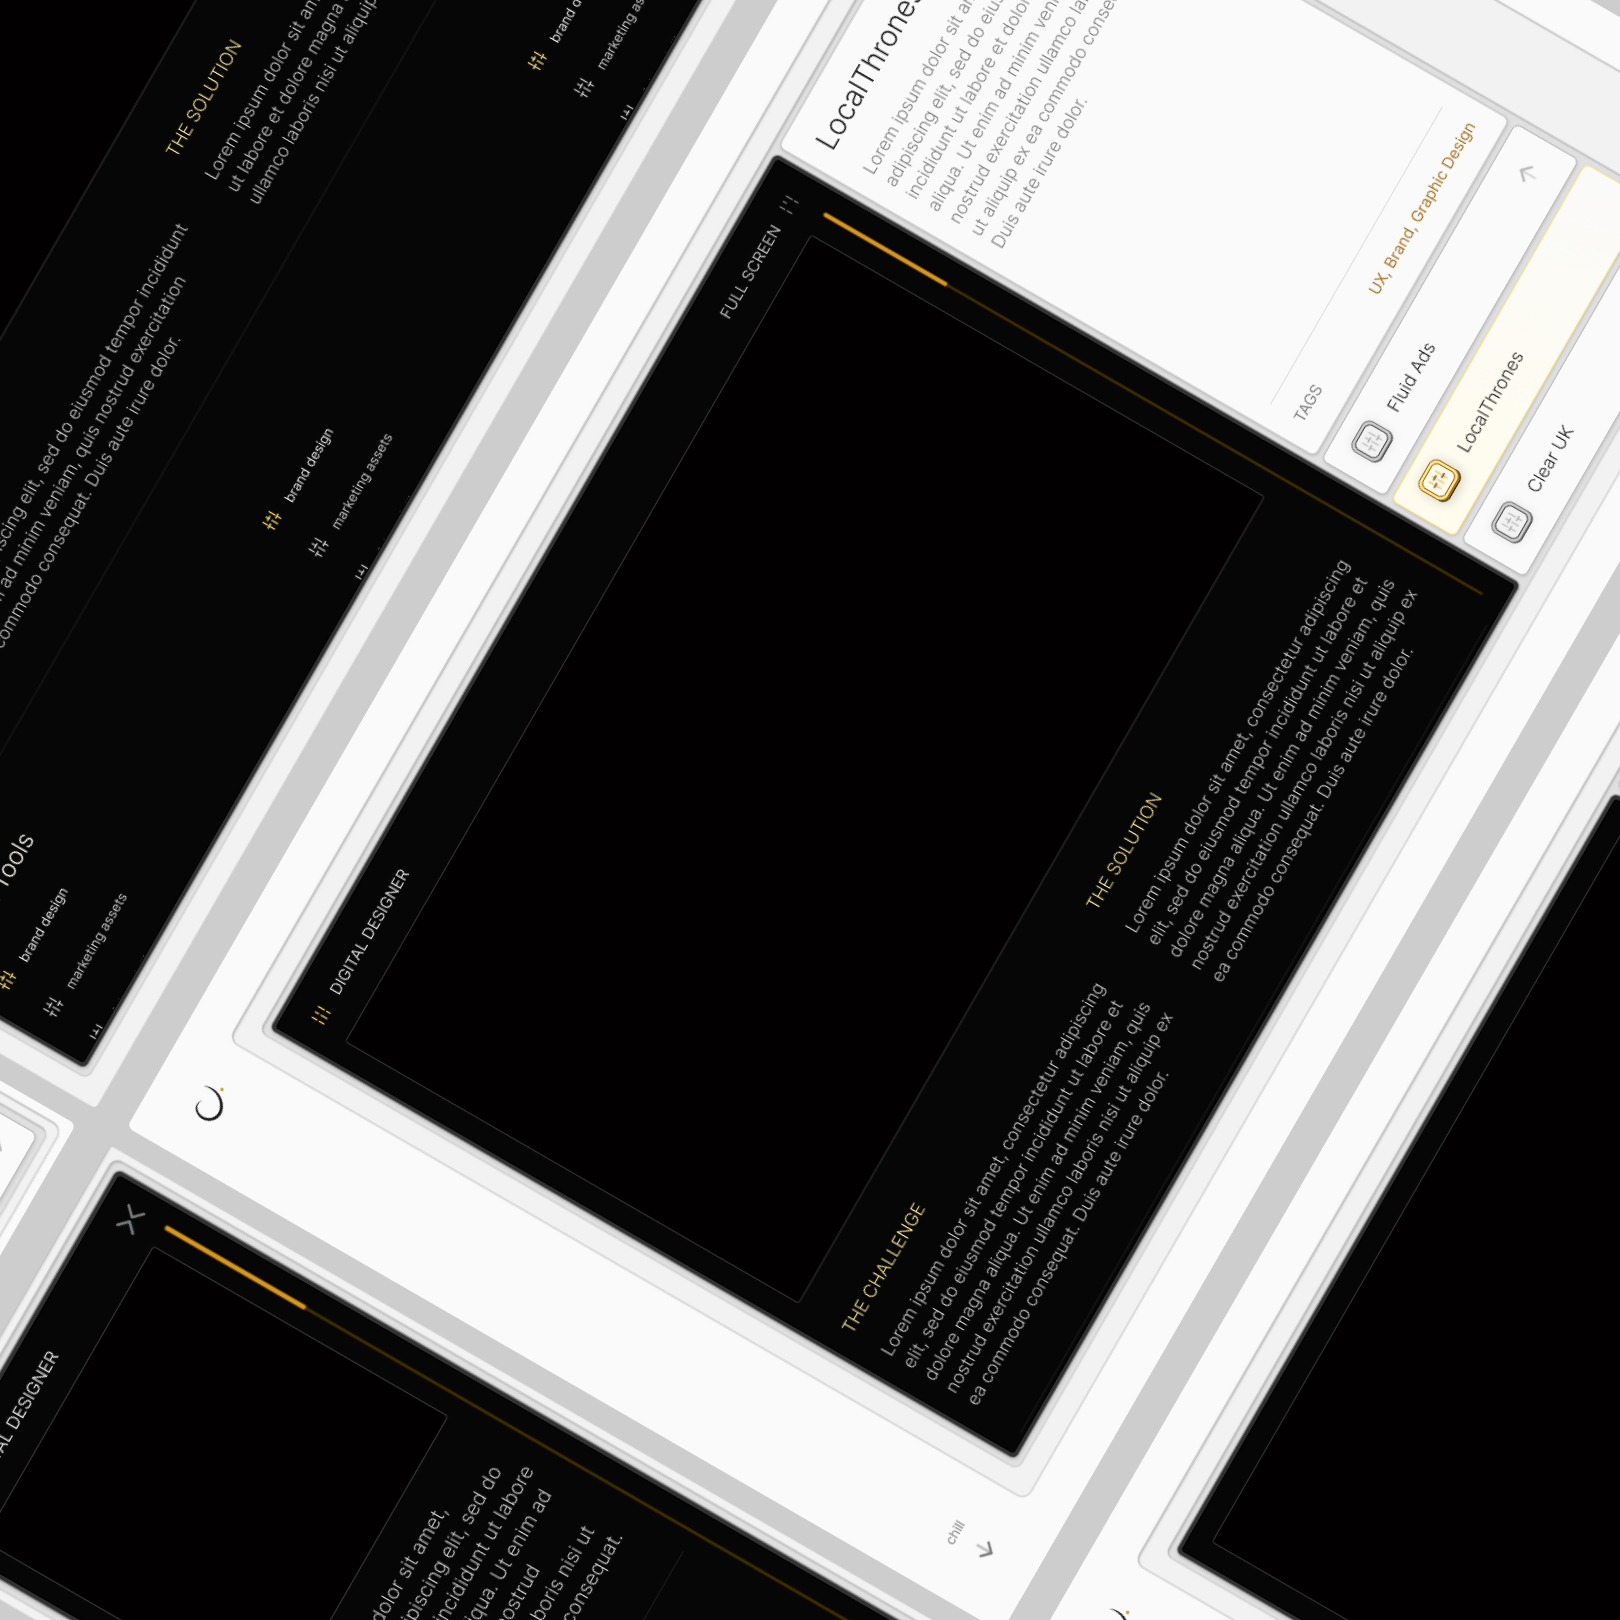 THE SOLUTION
Lorem ipsum dolor sit am
ut labore et dolore magna
ullamco laboris nisi ut aliquip
scing elit, sed do eiusmod tempor incididunt
ad minim veniam, quis nostrud exercitation
commodo consequat. Duis aute irure dolor.
brand d
marketing as
brand design
marketing assets
Tools
brand design
marketing assets
DIGITAL DESIGNER
FULL SCREEN
THE CHALLENGE
Lorem ipsum dolor sit amet, consectetur adipiscing
elit, sed do eiusmod tempor incididunt ut labore et
dolore magna aliqua. Ut enim ad minim veniam, quis
nostrud exercitation ullamco laboris nisi ut aliquip ex
ea commodo consequat. Duis aute irure dolor.
THE SOLUTION
Lorem ipsum dolor sit amet, consectetur adipiscing
elit, sed do eiusmod tempor incididunt ut labore et
dolore magna aliqua. Ut enim ad minim veniam, quis
nostrud exercitation ullamco laboris nisi ut aliquip ex
ea commodo consequat. Duis aute irure dolor.
LocalThrones
Lorem ipsum dolor sit am
adipiscing elit, sed do eius
incididunt ut labore et dolor
aliqua. Ut enim ad minim ven
nostrud exercitation ullamco la
ut aliquip ex ea commodo conse
Duis aute irure dolor.
TAGS
UX, Brand, Graphic Design
Fluid Ads
LocalThrones
Clear UK
chill
AL DESIGNER
dolor sit amet,
ipiscing elit, sed do
incididunt ut labore
iqua. Ut enim ad
ostrud
boris nisi ut
consequat.